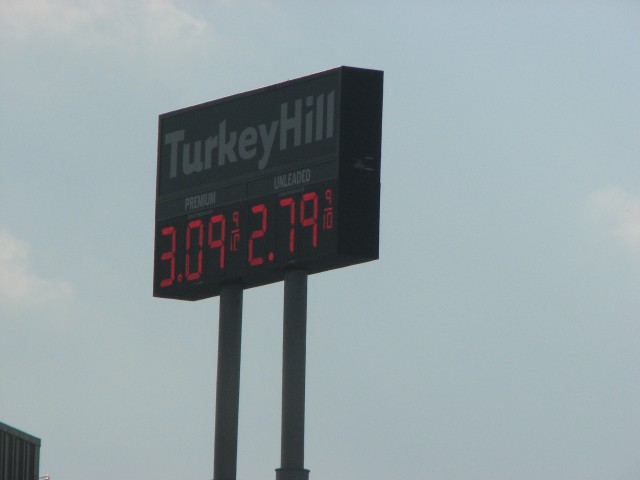 TurkeyHill
PREMIUM UNLEADED
3.09 9/10 2.79 9/10